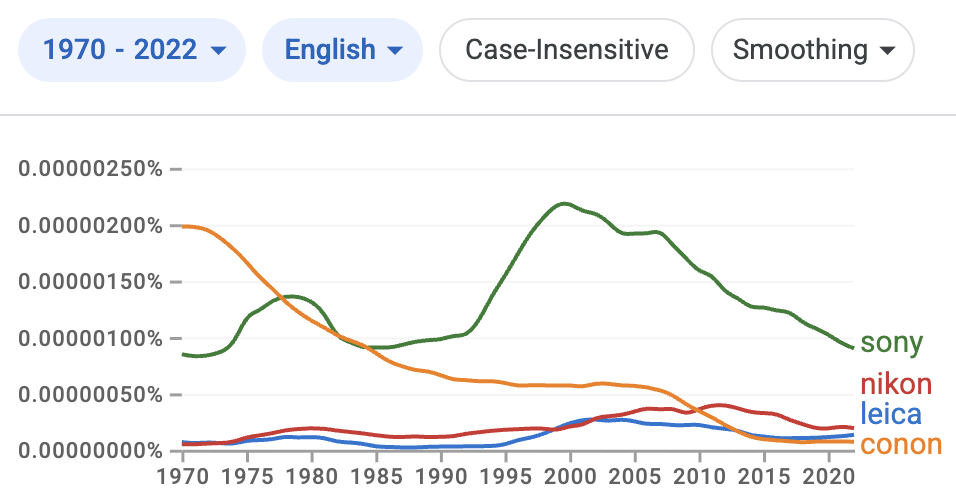 1970 - 2022 English Case-Insensitive Smoothing
0.00000250%
0.00000200%
0.00000150%
0.00000100%
0.00000050%
0.00000000%
sony
nikon
leica
conon
1970 1975 1980 1985 1990 1995 2000 2005 2010 2015 2020